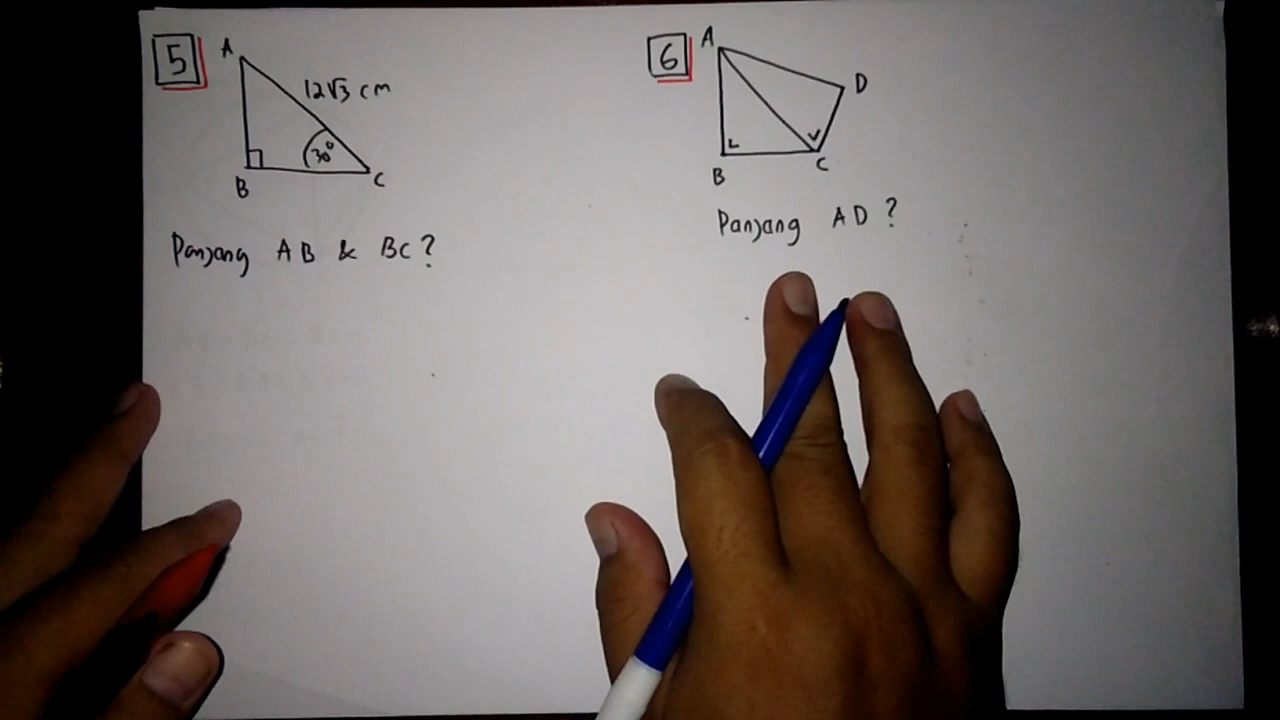 5
A
12√3 cm
30°
B
C
Panjang AB & BC?
6
A
D
B
C
Panjang AD?